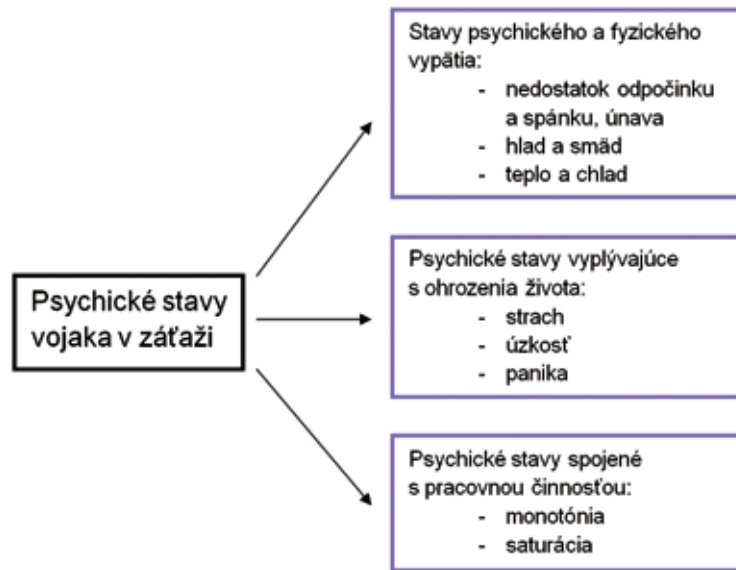 Psychické stavy
vojaka v záťaži
Stavy psychického a fyzického
vypätia:
- nedostatok odpočinku
a spánku, únava
- hlad a smäd
- teplo a chlad
Psychické stavy vyplývajúce
s ohrozenia života:
- strach
- úzkosť
- panika
Psychické stavy spojené
s pracovnou činnosťou:
- monotónia
- saturácia